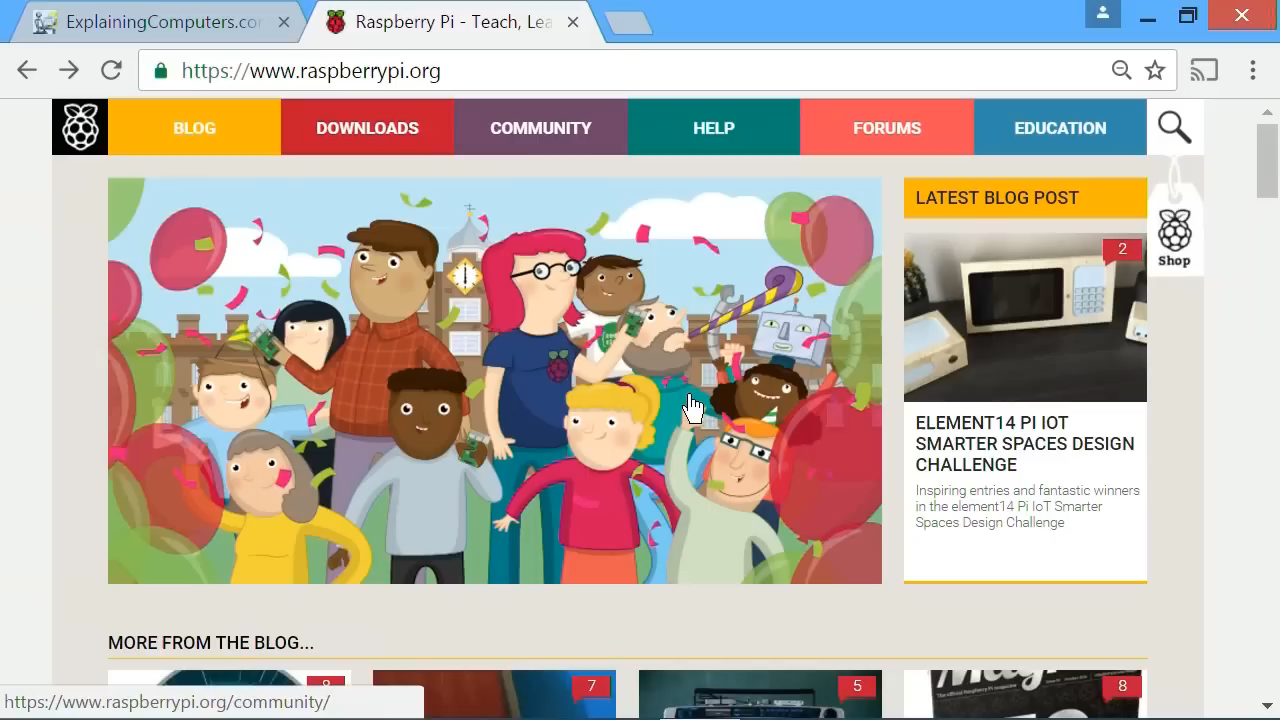 ExplainingComputers.cor
Raspberry Pi - Teach, Lea
https://www.raspberrypi.org
BLOG
DOWNLOADS
COMMUNITY
HELP
FORUMS
EDUCATION
Shop
LATEST BLOG POST
2
ELEMENT14 PI IOT
SMARTER SPACES DESIGN
CHALLENGE
Inspiring entries and fantastic winners
in the element14 Pi IoT Smarter
Spaces Design Challenge
MORE FROM THE BLOG...
7
5
8
https://www.raspberrypi.org/community/